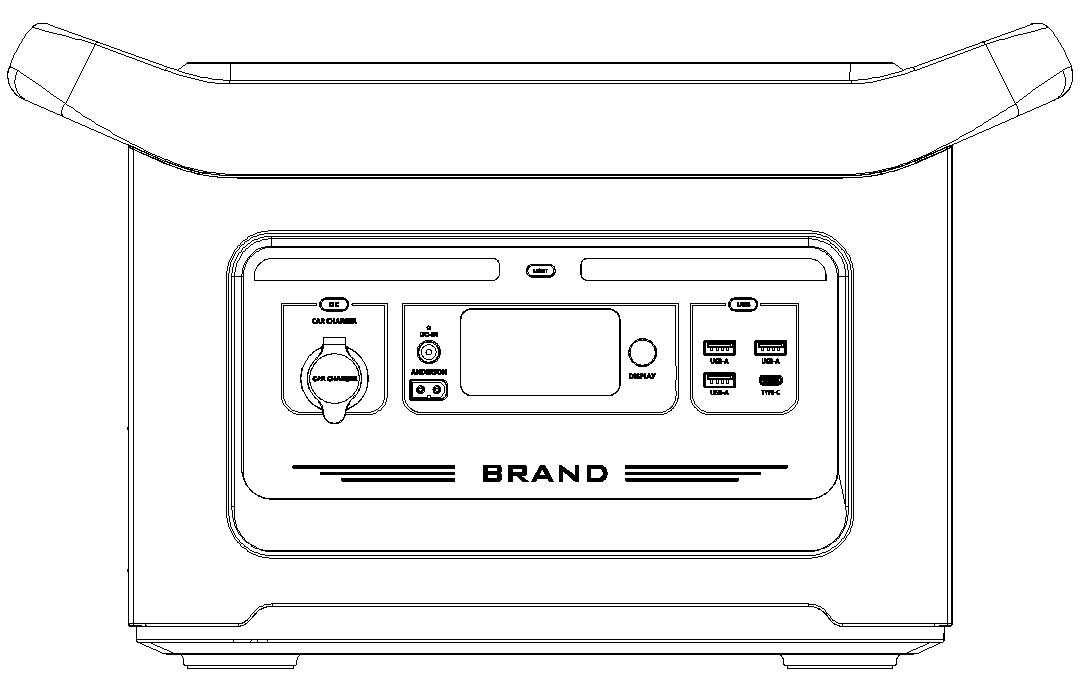 LIGHT
DC
USB
CAR CHARGER
DC-IN
USB-A
USB-A
ANDERSON
DISPLAY
CAR CHARGER
USB-A
TYPE-C
BRAND